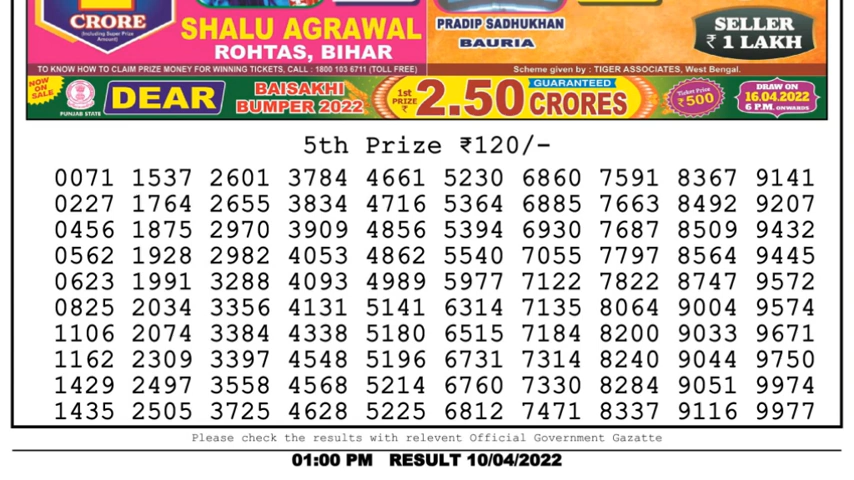 1
CRORE
(Including Super Prize Amount)
SHALU AGRAWAL
ROHTAS, BIHAR
PRADIP SADHUKHAN
BAURIA
SELLER
₹ 1 LAKH
TO KNOW HOW TO CLAIM PRIZE MONEY FOR WINNING TICKETS, CALL : 1800 103 6711 (TOLL FREE)
Scheme given by : TIGER ASSOCIATES, West Bengal.
NOW ON SALE
PUNJAB STATE
DEAR
BAISAKHI
BUMPER 2022
1st PRIZE ₹
2.50
GUARANTEED
CRORES
Ticket Price
₹500
DRAW ON
16.04.2022
6 P.M. ONWARDS
5th Prize ₹120/-
0071 1537 2601 3784 4661 5230 6860 7591 8367 9141
0227 1764 2655 3834 4716 5364 6885 7663 8492 9207
0456 1875 2970 3909 4856 5394 6930 7687 8509 9432
0562 1928 2982 4053 4862 5540 7055 7797 8564 9445
0623 1991 3288 4093 4989 5977 7122 7822 8747 9572
0825 2034 3356 4131 5141 6314 7135 8064 9004 9574
1106 2074 3384 4338 5180 6515 7184 8200 9033 9671
1162 2309 3397 4548 5196 6731 7314 8240 9044 9750
1429 2497 3558 4568 5214 6760 7330 8284 9051 9974
1435 2505 3725 4628 5225 6812 7471 8337 9116 9977
Please check the results with relevent Official Government Gazatte
01:00 PM RESULT 10/04/2022